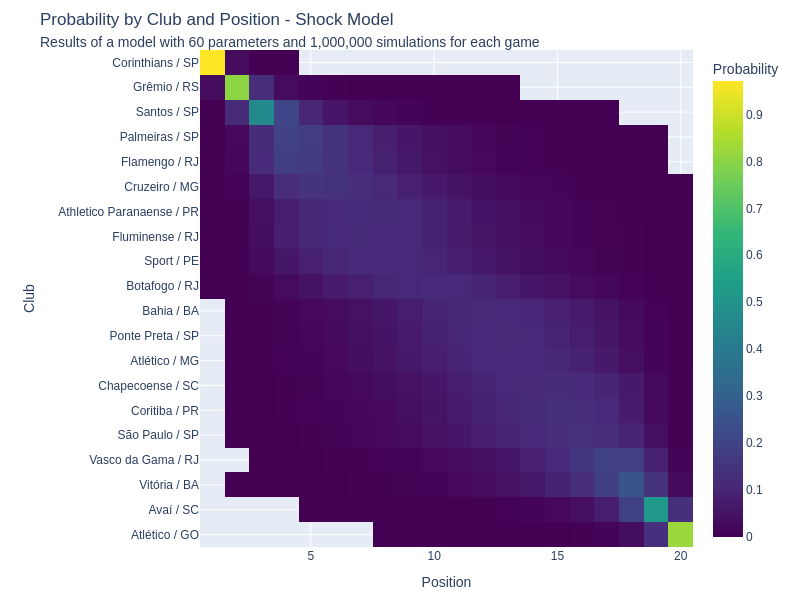 Probability by Club and Position - Shock Model
Results of a model with 60 parameters and 1,000,000 simulations for each game
Probability
Club
Corinthians / SP
Grêmio / RS
Santos / SP
Palmeiras / SP
Flamengo / RJ
Cruzeiro / MG
Athletico Paranaense / PR
Fluminense / RJ
Sport / PE
Botafogo / RJ
Bahia / BA
Ponte Preta / SP
Atlético / MG
Chapecoense / SC
Coritiba / PR
São Paulo / SP
Vasco da Gama / RJ
Vitória / BA
Avaí / SC
Atlético / GO
5 10 15 20
Position
0.9
0.8
0.7
0.6
0.5
0.4
0.3
0.2
0.1
0